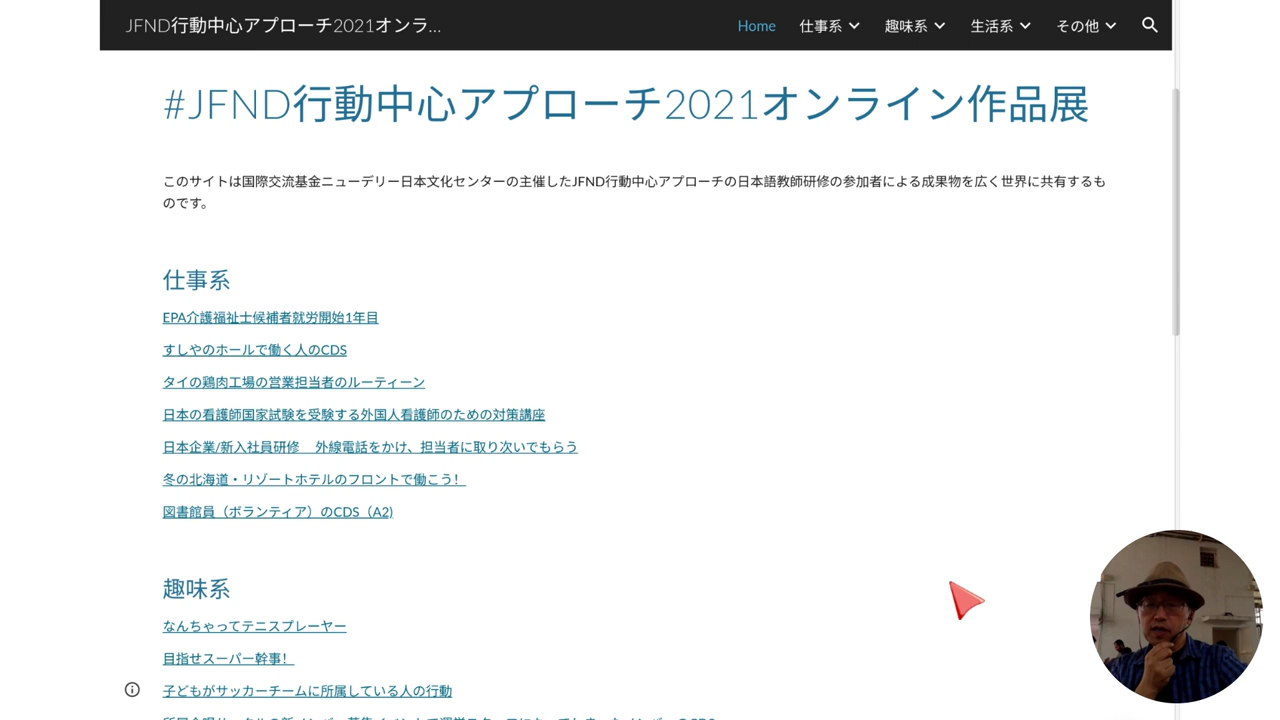 JFND行動中心アプローチ2021オンラ...
Home 仕事系 趣味系 生活系 その他
#JFND行動中心アプローチ2021オンライン作品展
このサイトは国際交流基金ニューデリー日本文化センターの主催したJFND行動中心アプローチの日本語教師研修の参加者による成果物を広く世界に共有するも
のです。
仕事系
EPA介護福祉士候補者就労開始1年目
すしやのホールで働く人のCDS
タイの鶏肉工場の営業担当者のルーティーン
日本の看護師国家試験を受験する外国人看護師のための対策講座
日本企業/新入社員研修　外線電話をかけ、担当者に取り次いでもらう
冬の北海道・リゾートホテルのフロントで働こう！
図書館員（ボランティア）のCDS（A2)
趣味系
なんちゃってテニスプレーヤー
目指せスーパー幹事！
子どもがサッカーチームに所属している人の行動